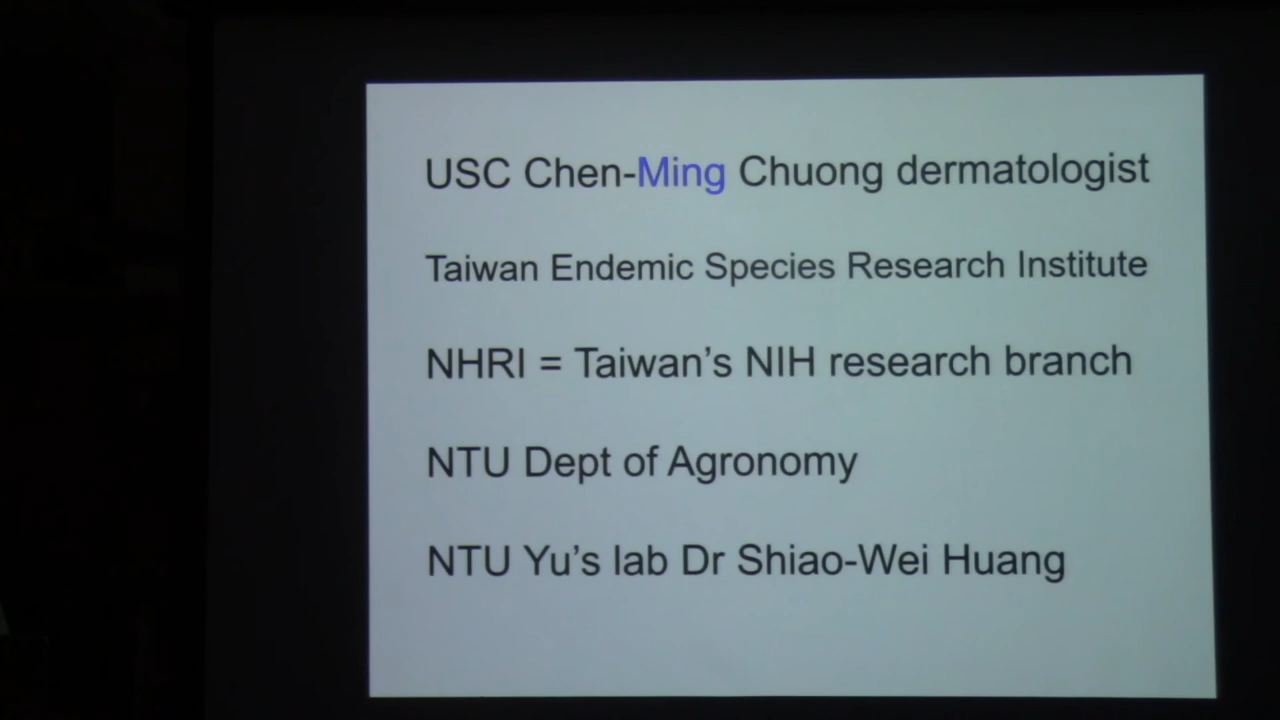 USC Chen-Ming Chuong dermatologist
Taiwan Endemic Species Research Institute
NHRI = Taiwan’s NIH research branch
NTU Dept of Agronomy
NTU Yu’s lab Dr Shiao-Wei Huang